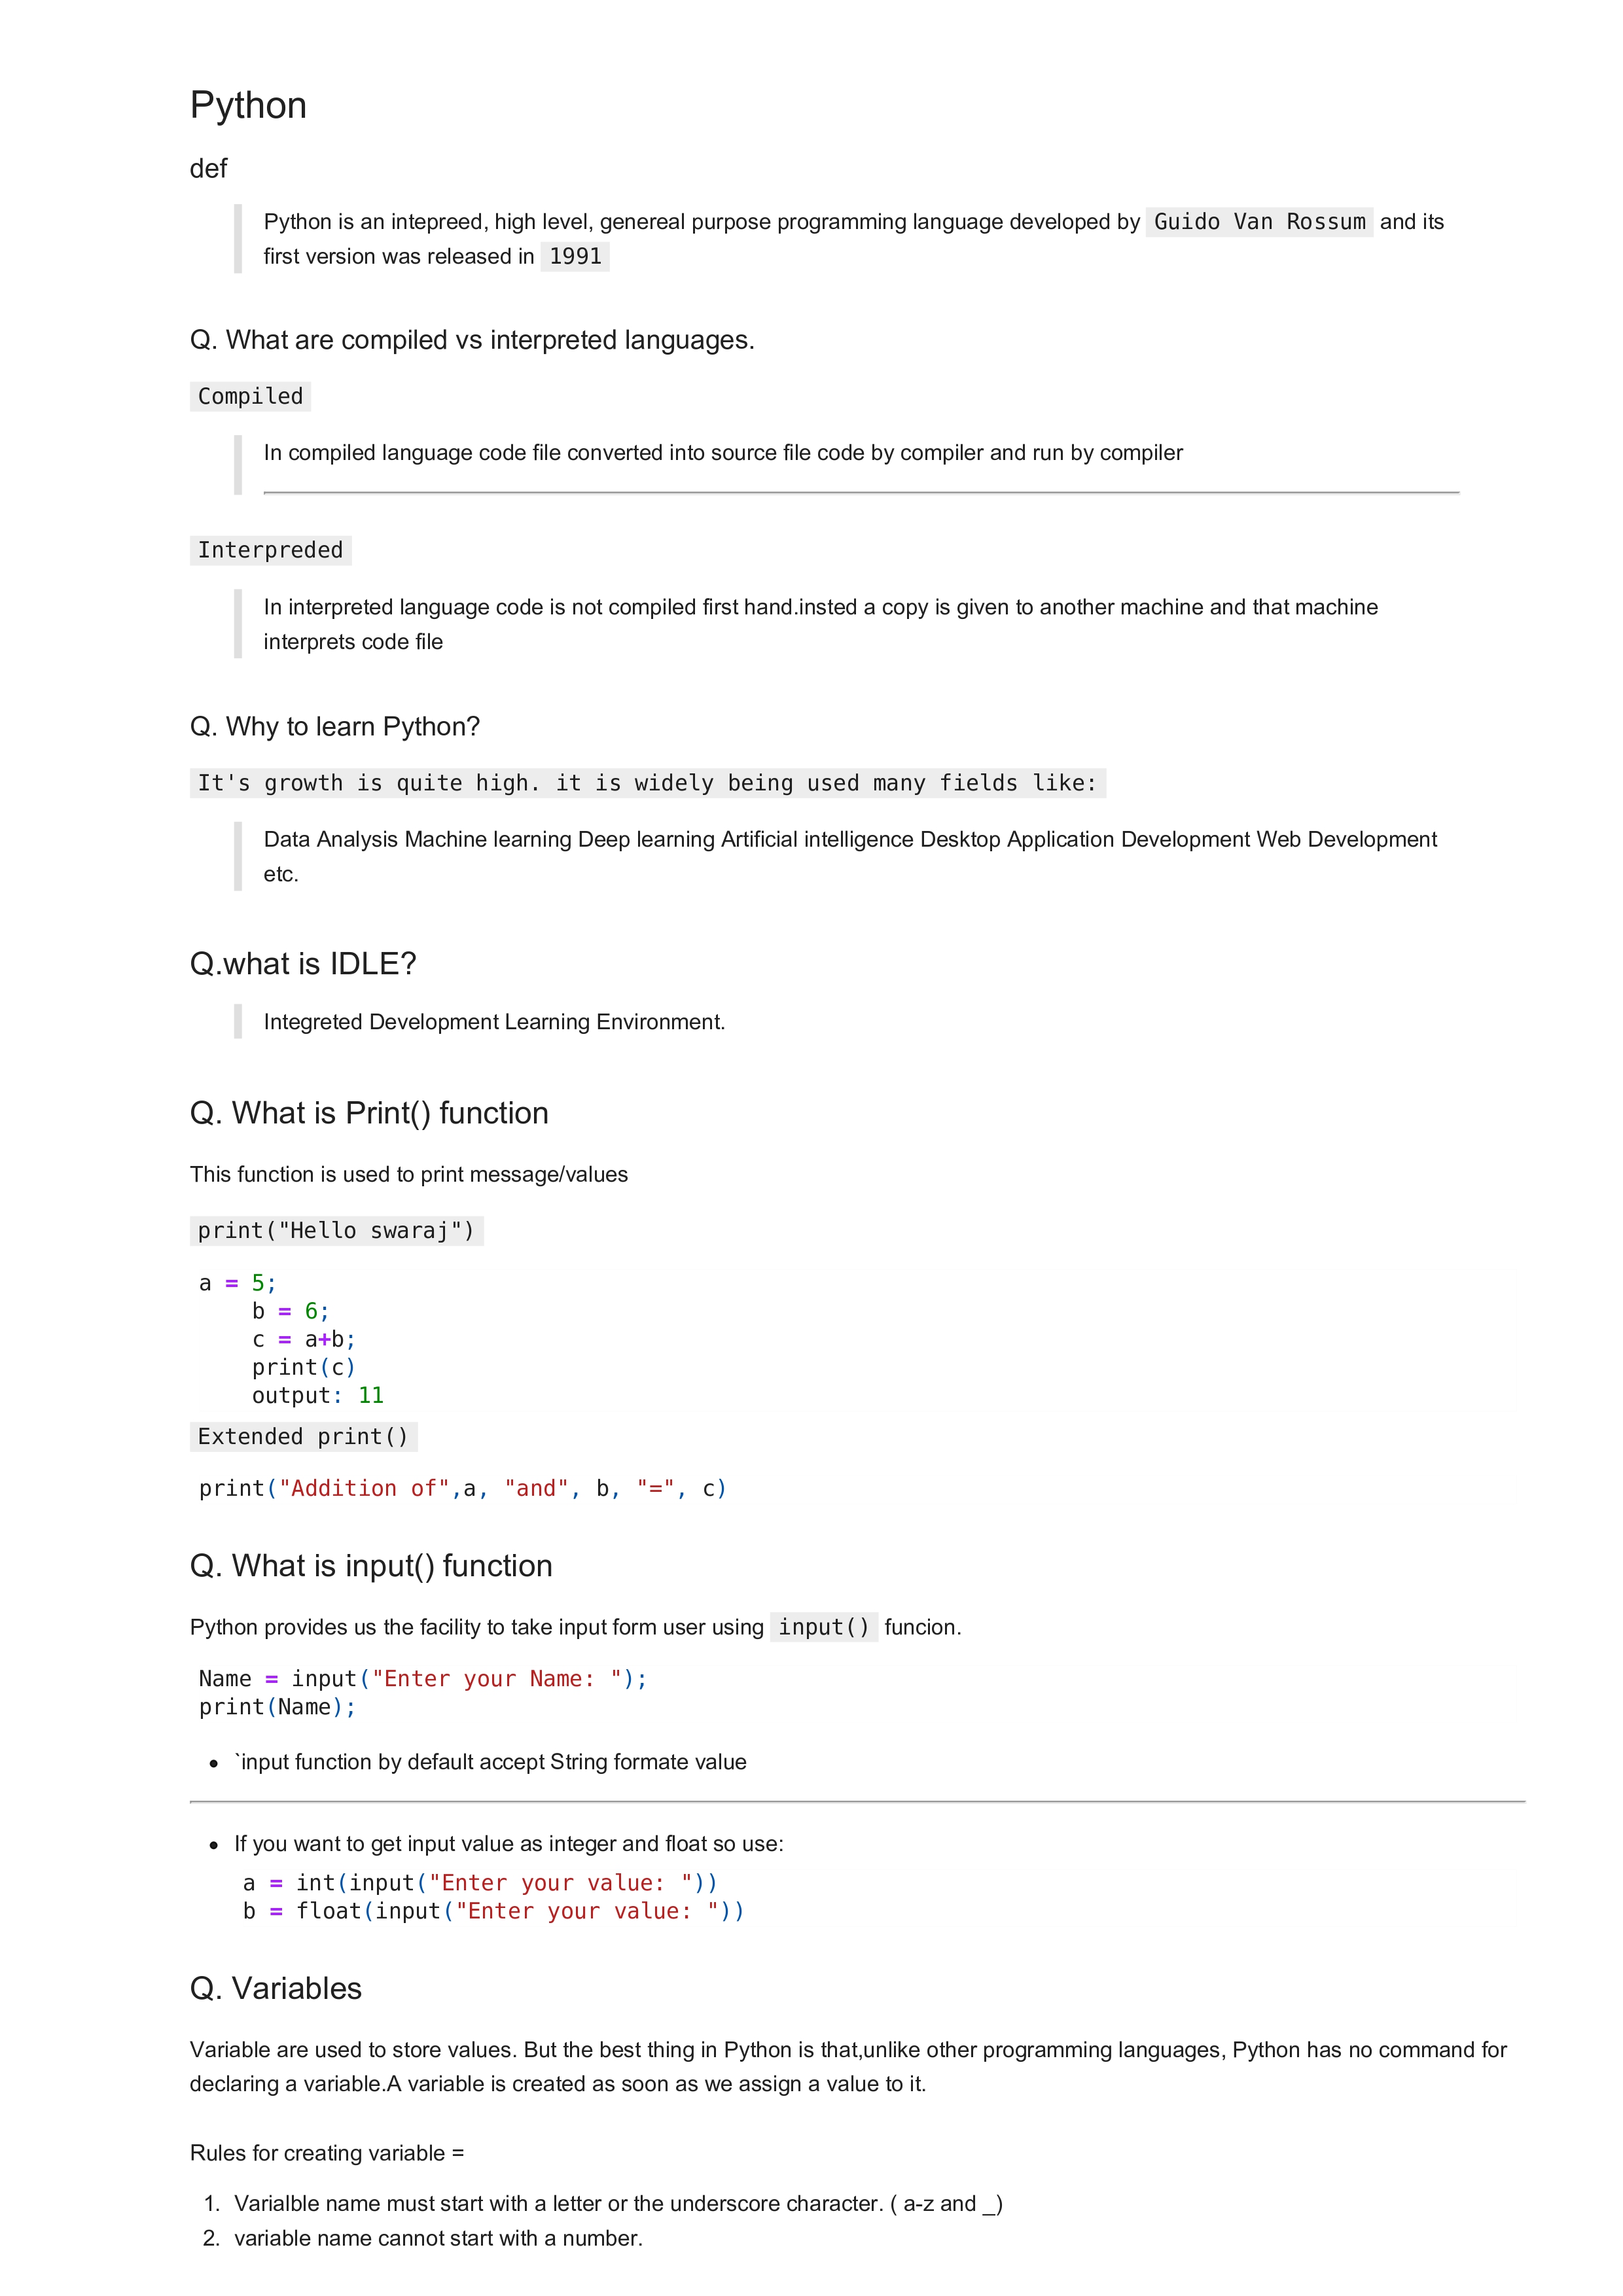 Python
def
Python is an intepreed, high level, genereal purpose programming language developed by Guido Van Rossum and its
first version was released in 1991
Q. What are compiled vs interpreted languages.
Compiled
In compiled language code file converted into source file code by compiler and run by compiler
Interpreded
In interpreted language code is not compiled first hand.insted a copy is given to another machine and that machine
interprets code file
Q. Why to learn Python?
It's growth is quite high. it is widely being used many fields like:
Data Analysis Machine learning Deep learning Artificial intelligence Desktop Application Development Web Development
etc.
Q.what is IDLE?
Integreted Development Learning Environment.
Q. What is Print() function
This function is used to print message/values
print("Hello swaraj")
a = 5;
    b = 6;
    c = a+b;
    print(c)
    output: 11
Extended print()
print("Addition of",a, "and", b, "=", c)
Q. What is input() function
Python provides us the facility to take input form user using input() funcion.
Name = input("Enter your Name: ");
print(Name);
• `input function by default accept String formate value
• If you want to get input value as integer and float so use:
a = int(input("Enter your value: "))
b = float(input("Enter your value: "))
Q. Variables
Variable are used to store values. But the best thing in Python is that,unlike other programming languages, Python has no command for
declaring a variable.A variable is created as soon as we assign a value to it.
Rules for creating variable =
1. Varialble name must start with a letter or the underscore character. ( a-z and _)
2. variable name cannot start with a number.